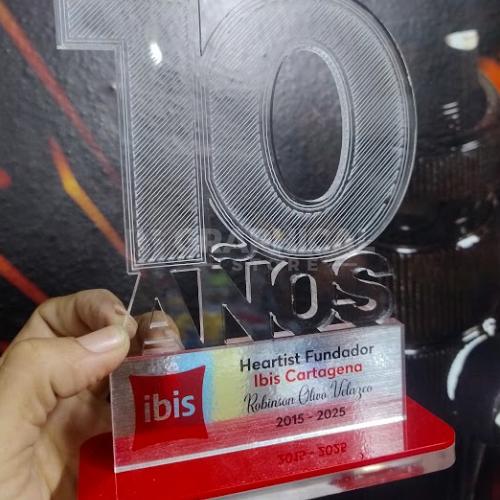 10
AÑOS
ibis
Heartist Fundador
Ibis Cartagena
Robinson Olivo Velazco
2015 - 2025